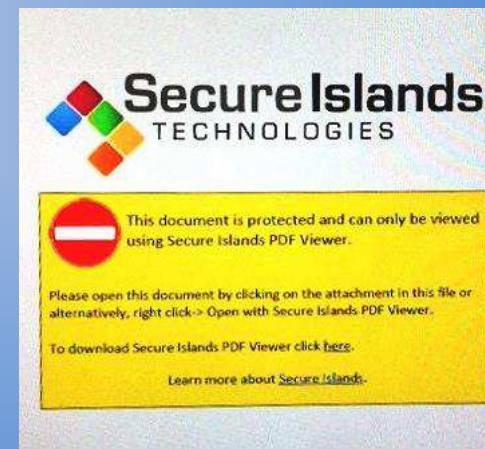 Secure Islands
TECHNOLOGIES
This document is protected and can only be viewed
using Secure Islands PDF Viewer.
Please open this document by clicking on the attachment in this file or
alternatively, right click-> Open with Secure Islands PDF Viewer.
To download Secure Islands PDF Viewer click here.
Learn more about Secure Islands.